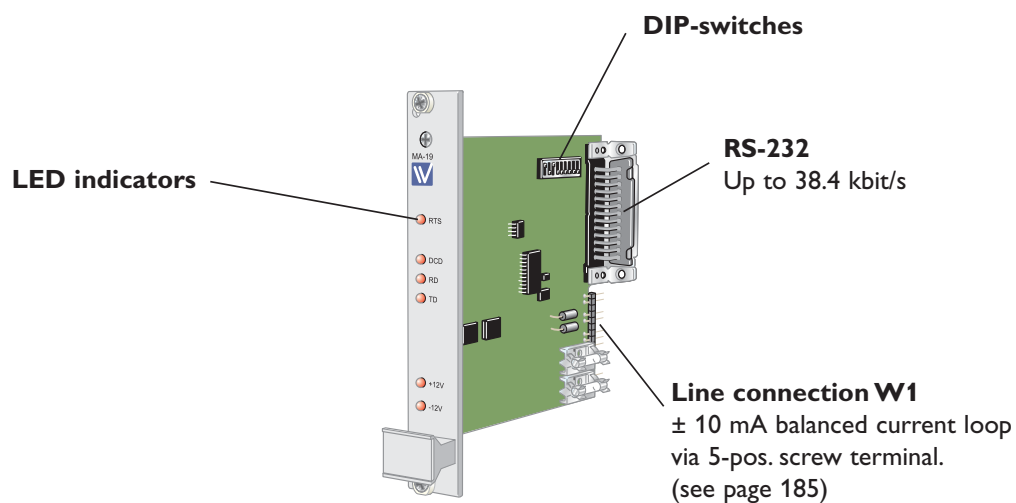 DIP-switches
RS-232
Up to 38.4 kbit/s
LED indicators
MA-19
W
RTS
DCD
RD
TD
+12V
-12V
Line connection W1
± 10 mA balanced current loop
via 5-pos. screw terminal.
(see page 185)